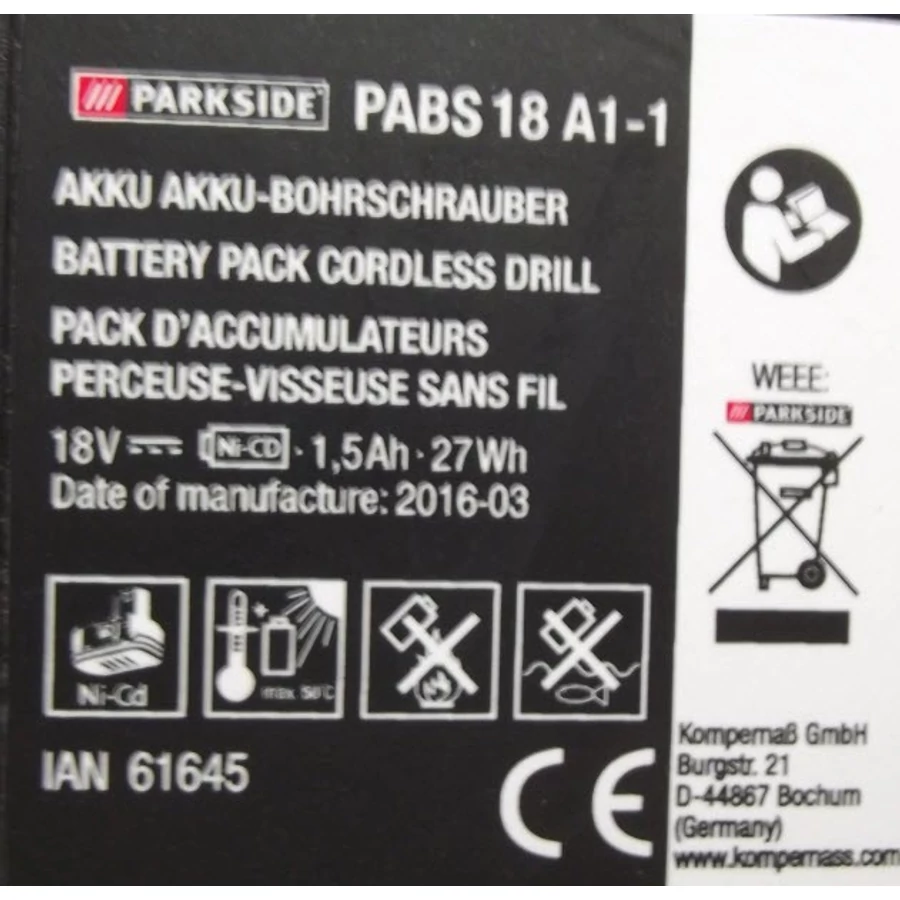 PARKSIDE PABS 18 A1-1
AKKU AKKU-BOHRSCHRAUBER
BATTERY PACK CORDLESS DRILL
PACK D'ACCUMULATEURS
PERCEUSE-VISSEUSE SANS FIL
18V Ni-CD · 1,5Ah · 27Wh
Date of manufacture: 2016-03
Ni-Cd
+
max. 50°C
IAN 61645
CE
WEEE:
PARKSIDE
Kompernaß GmbH
Burgstr. 21
D-44867 Bochum
(Germany)
www.kompernass.com